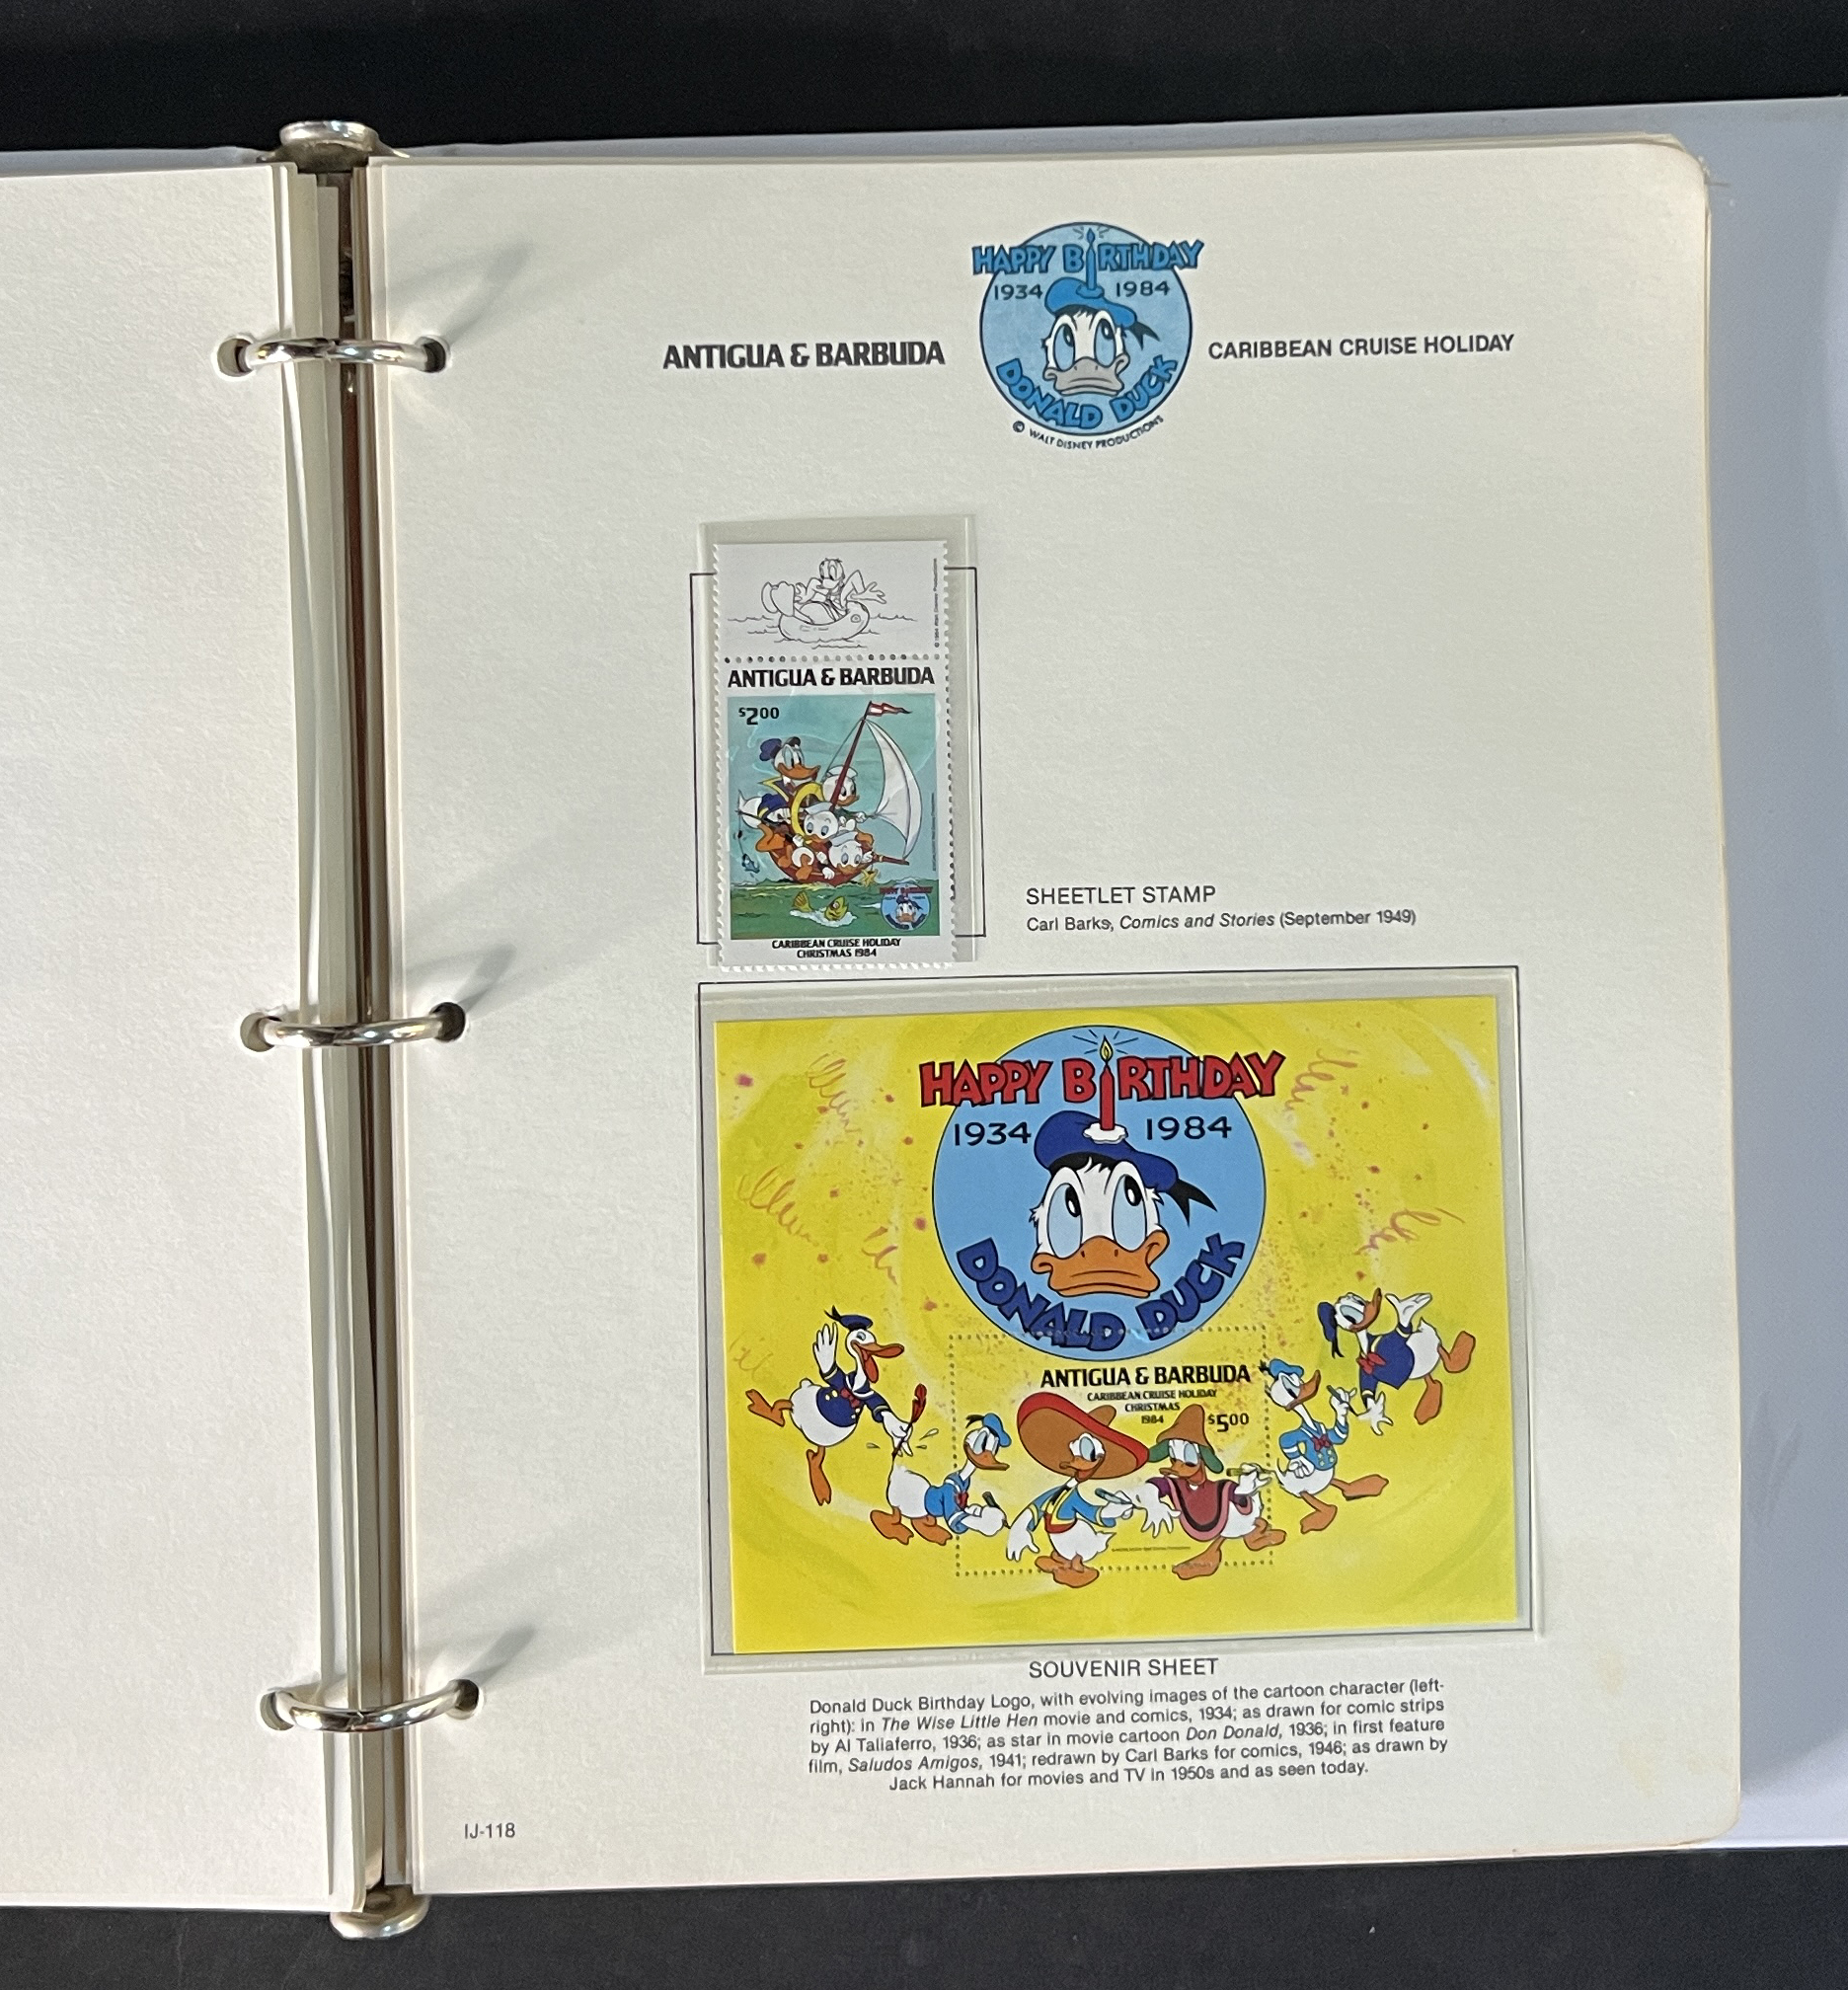 HAPPY BIRTHDAY
1934 1984
DONALD DUCK
© WALT DISNEY PRODUCTIONS
ANTIGUA & BARBUDA
CARIBBEAN CRUISE HOLIDAY
ANTIGUA & BARBUDA
$2.00
CARIBBEAN CRUISE HOLIDAY
CHRISTMAS 1984
SHEETLET STAMP
Carl Barks, Comics and Stories (September 1949)
HAPPY BIRTHDAY
1934 1984
DONALD DUCK
ANTIGUA & BARBUDA
CARIBBEAN CRUISE HOLIDAY
CHRISTMAS
1984
$5.00
SOUVENIR SHEET
Donald Duck Birthday Logo, with evolving images of the cartoon character (left-
right): in The Wise Little Hen movie and comics, 1934; as drawn for comic strips
by Al Taliaferro, 1936; as star in movie cartoon Don Donald, 1936; in first feature
film, Saludos Amigos, 1941; redrawn by Carl Barks for comics, 1946; as drawn by
Jack Hannah for movies and TV in 1950s and as seen today.
IJ-118